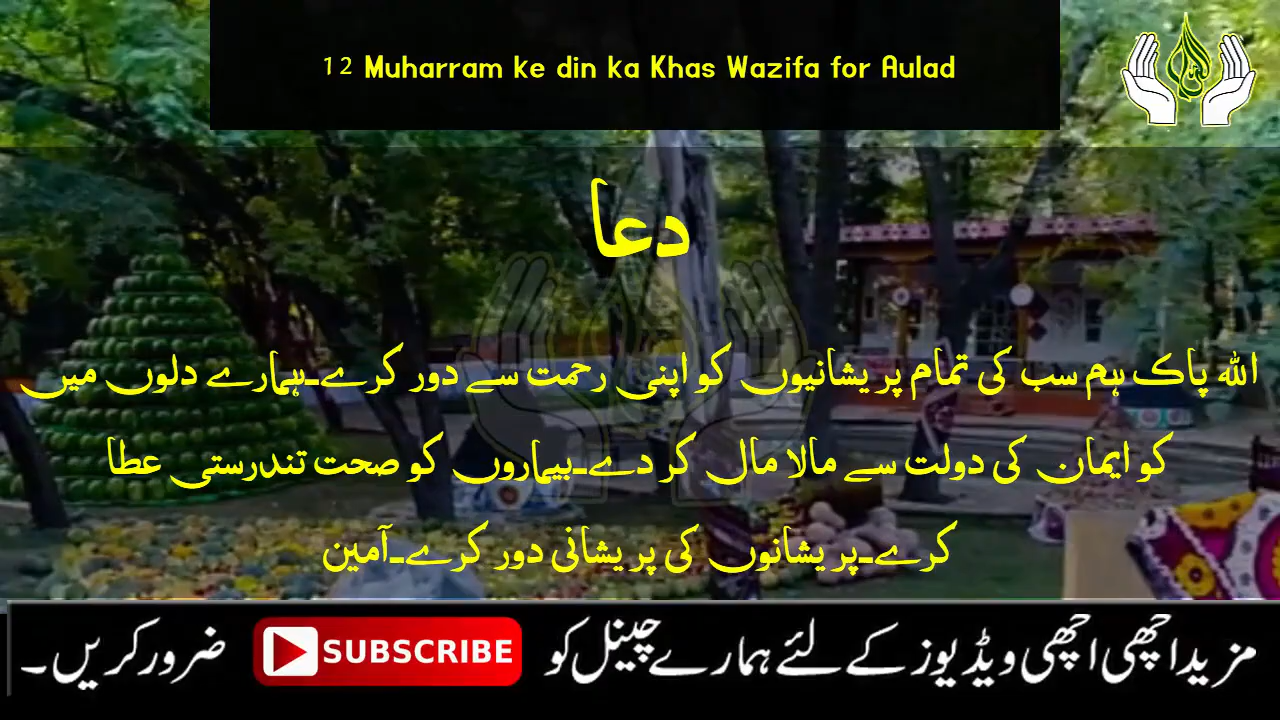 12 Muharram ke din ka Khas Wazifa for Aulad
دعا
اللہ پاک ہم سب کی تمام پریشانیوں کو اپنی رحمت سے دور کرے۔ہمارے دلوں میں
کو ایمان کی دولت سے مالا مال کر دے۔بیماروں کو صحت تندرستی عطا
کرے۔پریشانوں کی پریشانی دور کرے۔آمین
مزید اچھی اچھی ویڈیوز کے لئے ہمارے چینل کو SUBSCRIBE ضرور کریں۔